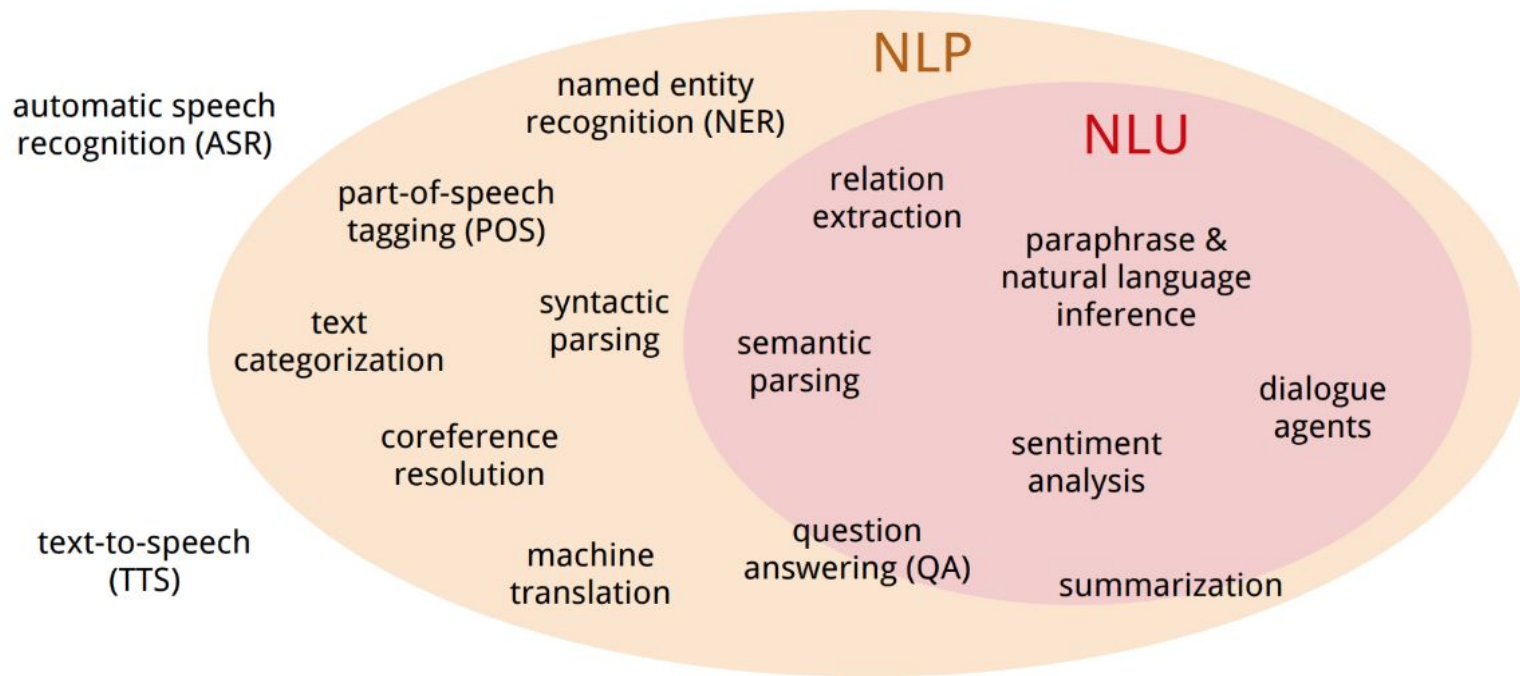 NLP
named entity
recognition (NER)
automatic speech
recognition (ASR)
NLU
relation
extraction
part-of-speech
tagging (POS)
paraphrase &
natural language
inference
syntactic
parsing
text
categorization
semantic
parsing
dialogue
agents
coreference
resolution
sentiment
analysis
text-to-speech
(TTS)
machine
translation
question
answering (QA)
summarization